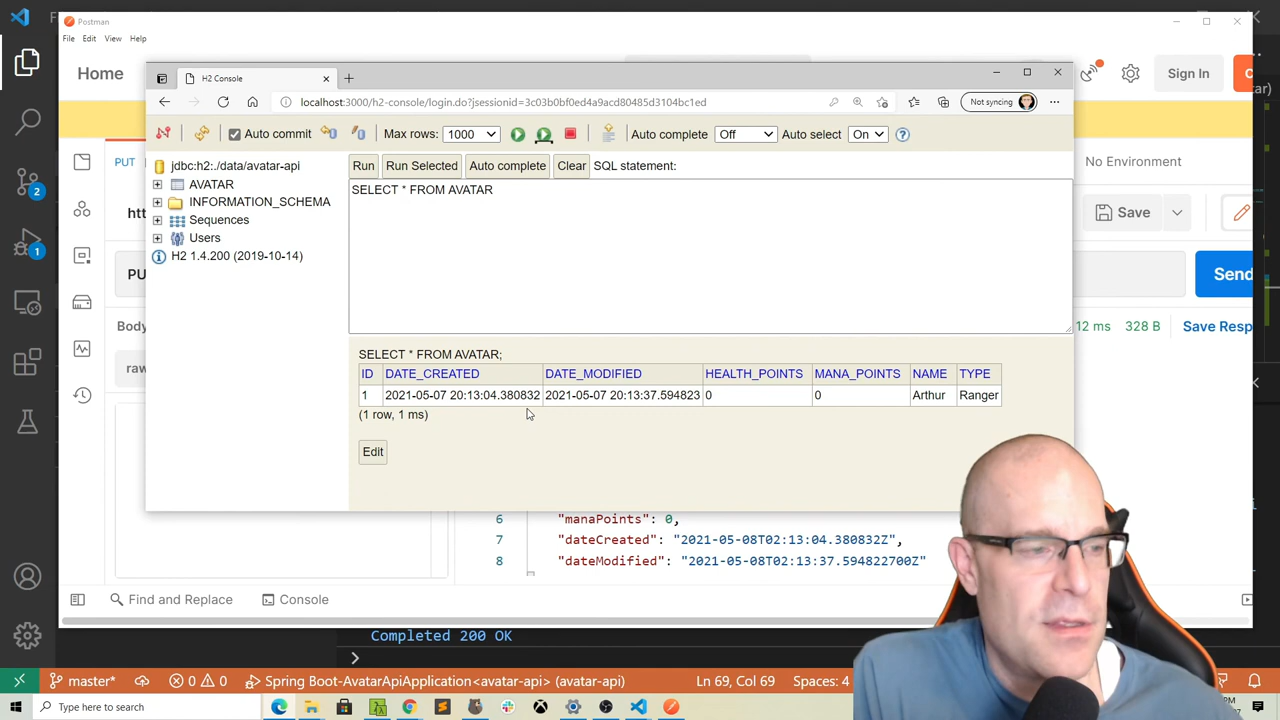 Postman
File Edit View Help
Home
Sign In
H2 Console
localhost:3000/h2-console/login.do?jsessionid=3c03b0bf0ed4a9acd80485d3104bc1ed
Not syncing
Auto commit
Max rows: 1000
Auto complete Off
Auto select On
jdbc:h2:./data/avatar-api
AVATAR
INFORMATION_SCHEMA
Sequences
Users
H2 1.4.200 (2019-10-14)
Run Run Selected Auto complete Clear SQL statement:
SELECT * FROM AVATAR
SELECT * FROM AVATAR;
ID DATE_CREATED DATE_MODIFIED HEALTH_POINTS MANA_POINTS NAME TYPE
1 2021-05-07 20:13:04.380832 2021-05-07 20:13:37.594823 0 0 Arthur Ranger
(1 row, 1 ms)
Edit
PUT
No Environment
Save
Send
12 ms 328 B Save Resp
Body
raw
2
1
6 "manaPoints": 0,
7 "dateCreated": "2021-05-08T02:13:04.380832Z",
8 "dateModified": "2021-05-08T02:13:37.594822700Z"
Find and Replace Console
Completed 200 OK
master* 0 0 Spring Boot-AvatarApiApplication<avatar-api> (avatar-api) Ln 69, Col 69 Spaces: 4
Type here to search